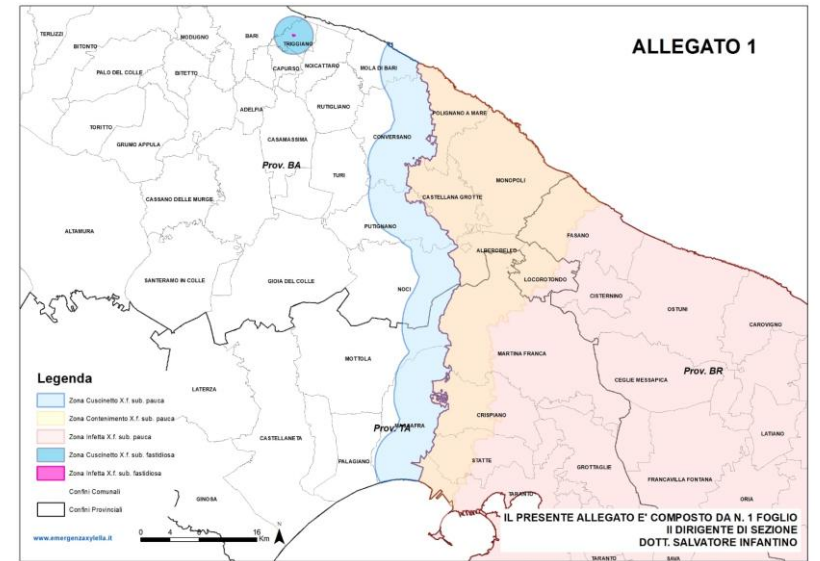 ALLEGATO 1
TERLIZZI
BITONTO
MODUGNO
BARI
TRIGGIANO
PALO DEL COLLE
BITETTO
CAPURSO
NOICATTARO
MOLA DI BARI
ADELFIA
RUTIGLIANO
POLIGNANO A MARE
TORITTO
GRUMO APPULA
CASAMASSIMA
CONVERSANO
Prov. BA
TURI
MONOPOLI
CASSANO DELLE MURGE
CASTELLANA GROTTE
ALTAMURA
PUTIGNANO
FASANO
ALBEROBELLO
SANTERAMO IN COLLE
GIOIA DEL COLLE
NOCI
LOCOROTONDO
CISTERNINO
OSTUNI
CAROVIGNO
MOTTOLA
MARTINA FRANCA
CEGLIE MESSAPICA
Prov. BR
LATERZA
CRISPIANO
MASSAFRA
Prov. TA
LATIANO
CASTELLANETA
PALAGIANO
STATTE
GROTTAGLIE
FRANCAVILLA FONTANA
GINOSA
TARANTO
ORIA
Legenda
Zona Cuscinetto X.f. sub. pauca
Zona Contenimento X.f. sub. pauca
Zona infetta X.f. sub. pauca
Zona Cuscinetto X.f. sub. fastidiosa
Zona Infetta X.f. sub. fastidiosa
Confini Comunali
Confini Provinciali
www.emergenzaxylella.it
0 4 8 16
Km
N
IL PRESENTE ALLEGATO E' COMPOSTO DA N. 1 FOGLIO
Il DIRIGENTE DI SEZIONE
DOTT. SALVATORE INFANTINO
TARANTO
SAVA